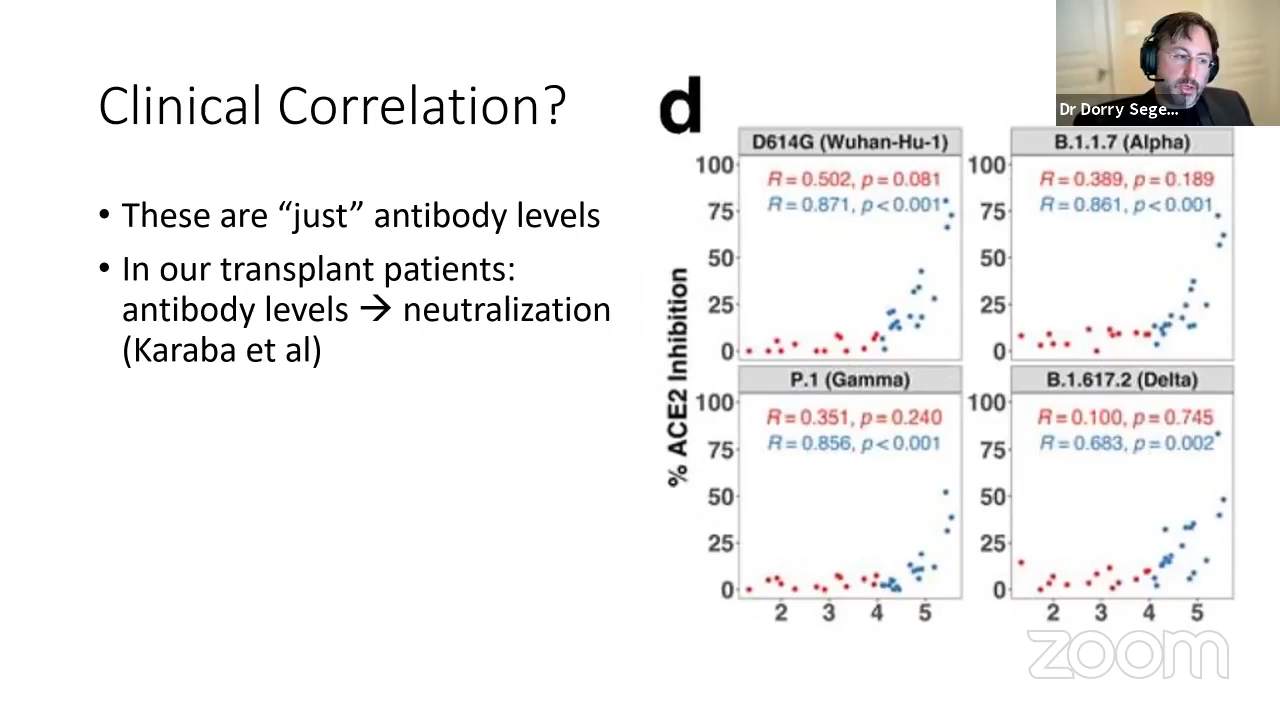 Clinical Correlation?
• These are “just” antibody levels
• In our transplant patients:
antibody levels → neutralization
(Karaba et al)
d
% ACE2 Inhibition
D614G (Wuhan-Hu-1)
R = 0.502, p = 0.081
R = 0.871, p < 0.001
100
75
50
25
0
B.1.1.7 (Alpha)
R = 0.389, p = 0.189
R = 0.861, p < 0.001
100
75
50
25
0
P.1 (Gamma)
R = 0.351, p = 0.240
R = 0.856, p < 0.001
100
75
50
25
0
2 3 4 5
B.1.617.2 (Delta)
R = 0.100, p = 0.745
R = 0.683, p = 0.002
100
75
50
25
0
2 3 4 5
Dr Dorry Sege...
zoom